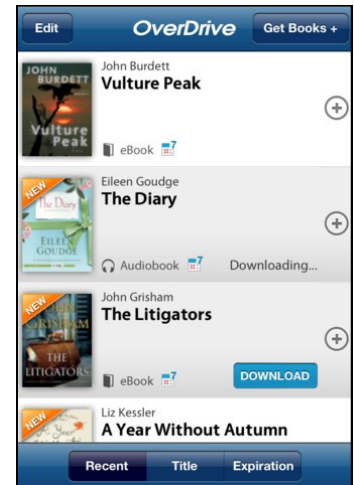 Edit
OverDrive
Get Books +
JOHN
BURDETT
Vulture
Peak
John Burdett
Vulture Peak
eBook
7
NEW
The Diary
EILEEN
GOUDGE
Eileen Goudge
The Diary
Audiobook
7
Downloading...
NEW
JOHN
GRISHAM
THE
LITIGATORS
John Grisham
The Litigators
eBook
7
DOWNLOAD
NEW
Liz Kessler
A Year Without Autumn
Recent
Title
Expiration